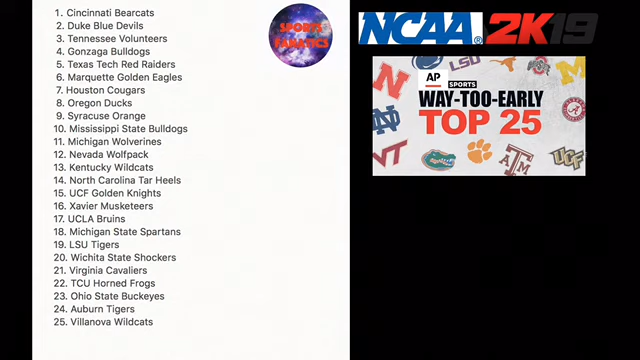 1. Cincinnati Bearcats
2. Duke Blue Devils
3. Tennessee Volunteers
4. Gonzaga Bulldogs
5. Texas Tech Red Raiders
6. Marquette Golden Eagles
7. Houston Cougars
8. Oregon Ducks
9. Syracuse Orange
10. Mississippi State Bulldogs
11. Michigan Wolverines
12. Nevada Wolfpack
13. Kentucky Wildcats
14. North Carolina Tar Heels
15. UCF Golden Knights
16. Xavier Musketeers
17. UCLA Bruins
18. Michigan State Spartans
19. LSU Tigers
20. Wichita State Shockers
21. Virginia Cavaliers
22. TCU Horned Frogs
23. Ohio State Buckeyes
24. Auburn Tigers
25. Villanova Wildcats
SPORTS
FANATICS
NCAA® 2K19
LSU
AP
SPORTS
WAY-TOO-EARLY
TOP 25
N
M
A
ND
VT
ATM
UCF